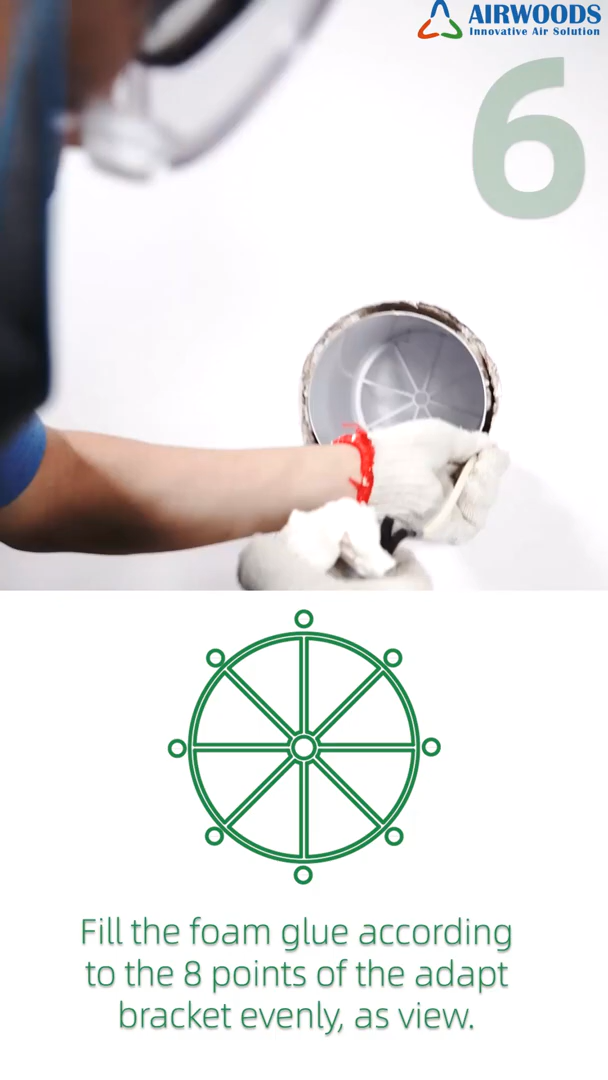 AIRWOODS
Innovative Air Solution
6
Fill the foam glue according
to the 8 points of the adapt
bracket evenly, as view.